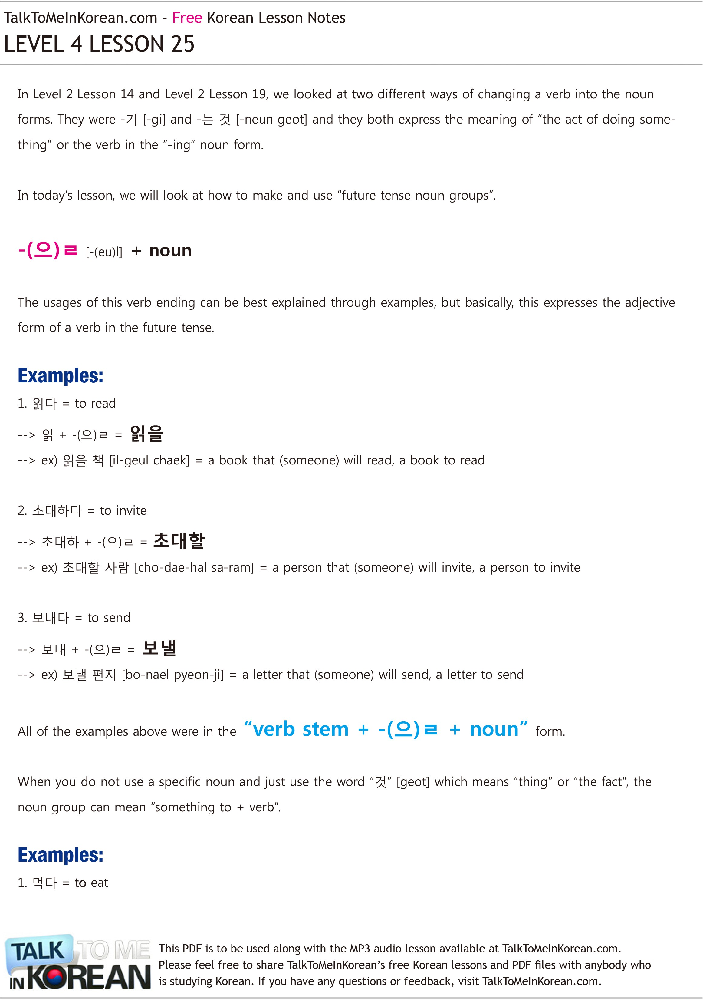 TalkToMeInKorean.com - Free Korean Lesson Notes
LEVEL 4 LESSON 25
In Level 2 Lesson 14 and Level 2 Lesson 19, we looked at two different ways of changing a verb into the noun
forms. They were -기 [-gi] and -는 것 [-neun geot] and they both express the meaning of “the act of doing some-
thing” or the verb in the “-ing” noun form.
In today’s lesson, we will look at how to make and use “future tense noun groups”.
-(으)ㄹ [-(eu)l] + noun
The usages of this verb ending can be best explained through examples, but basically, this expresses the adjective
form of a verb in the future tense.
Examples:
1. 읽다 = to read
--> 읽 + -(으)ㄹ = 읽을
--> ex) 읽을 책 [il-geul chaek] = a book that (someone) will read, a book to read
2. 초대하다 = to invite
--> 초대하 + -(으)ㄹ = 초대할
--> ex) 초대할 사람 [cho-dae-hal sa-ram] = a person that (someone) will invite, a person to invite
3. 보내다 = to send
--> 보내 + -(으)ㄹ = 보낼
--> ex) 보낼 편지 [bo-nael pyeon-ji] = a letter that (someone) will send, a letter to send
All of the examples above were in the “verb stem + -(으)ㄹ + noun” form.
When you do not use a specific noun and just use the word “것” [geot] which means “thing” or “the fact”, the
noun group can mean “something to + verb”.
Examples:
1. 먹다 = to eat
TALK TO ME
IN KOREAN
This PDF is to be used along with the MP3 audio lesson available at TalkToMeInKorean.com.
Please feel free to share TalkToMeInKorean’s free Korean lessons and PDF files with anybody who
is studying Korean. If you have any questions or feedback, visit TalkToMeInKorean.com.